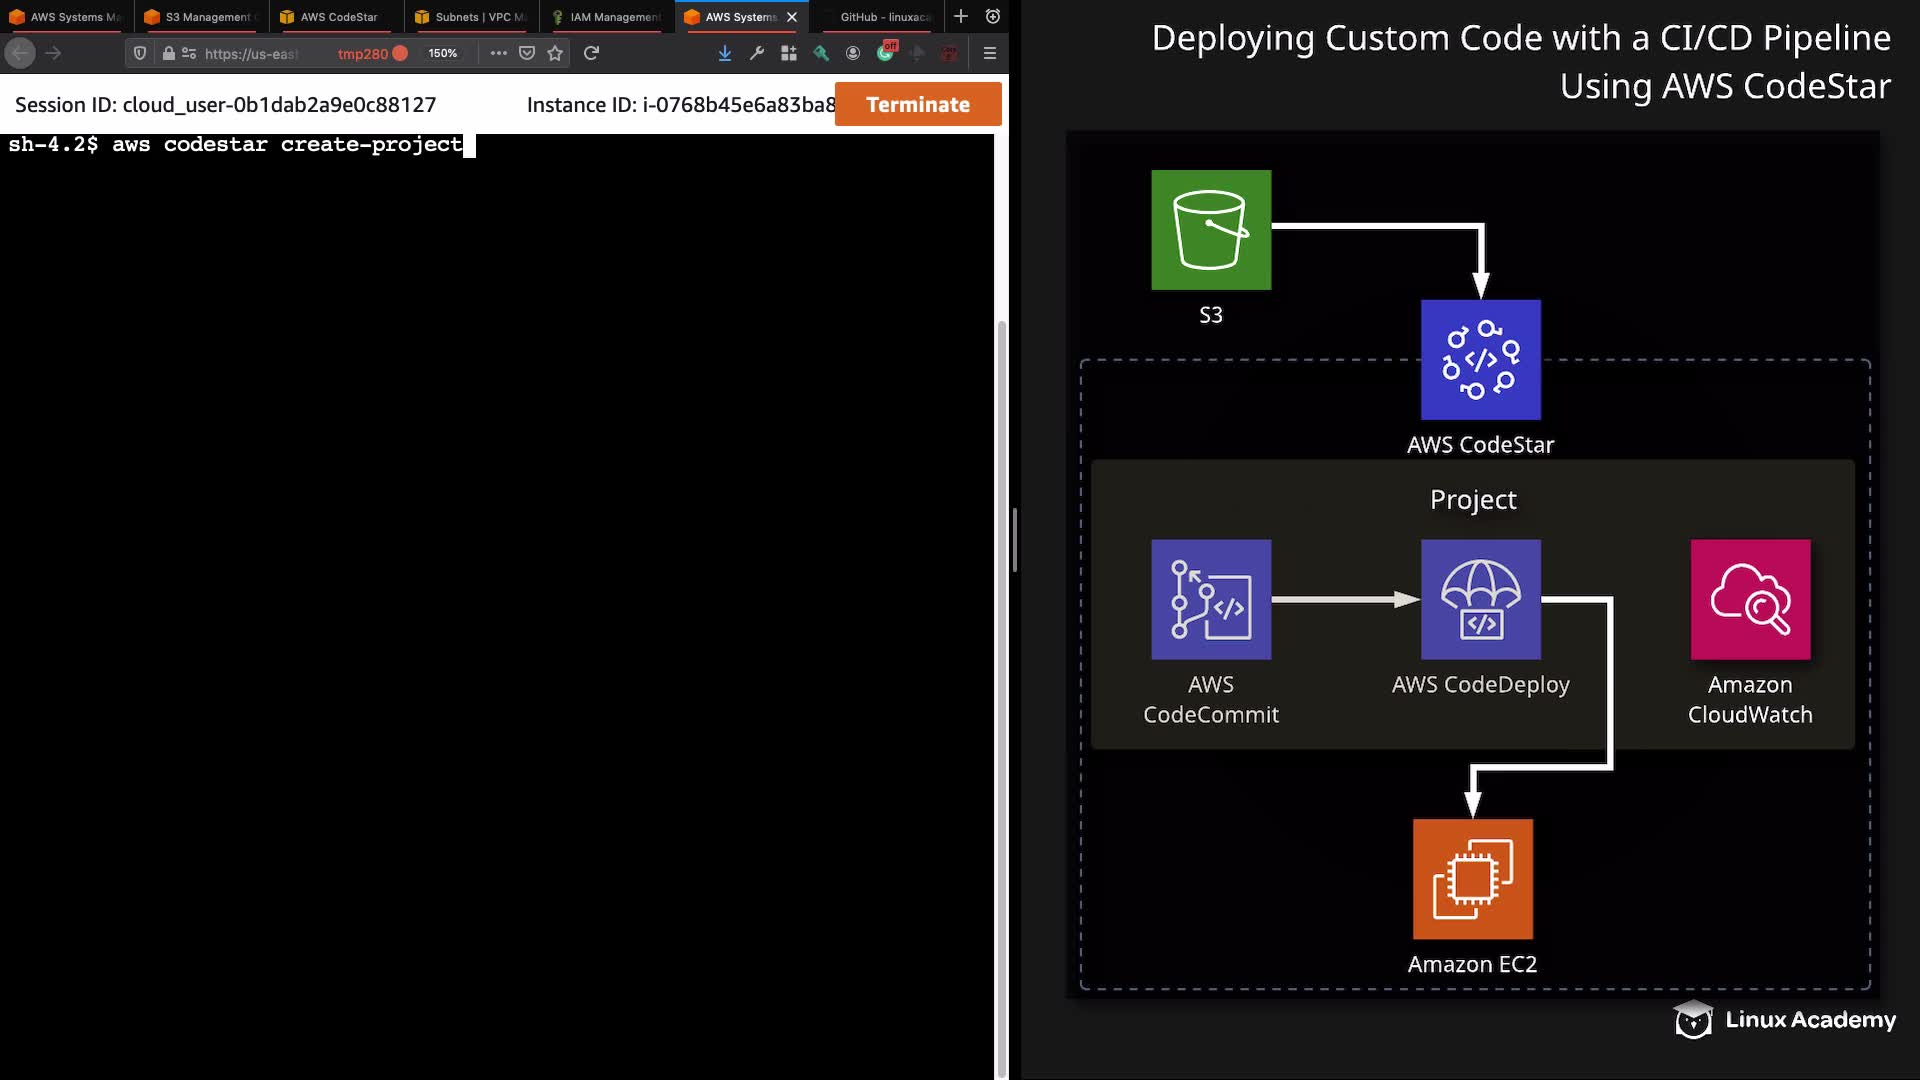 AWS Systems Ma
S3 Management C
AWS CodeStar
Subnets | VPC Ma
IAM Management
AWS Systems
GitHub - linuxaca
https://us-east
tmp280
150%
off
Session ID: cloud_user-0b1dab2a9e0c88127
Instance ID: i-0768b45e6a83ba8
Terminate
sh-4.2$ aws codestar create-project
Deploying Custom Code with a CI/CD Pipeline
Using AWS CodeStar
S3
AWS CodeStar
Project
AWS
CodeCommit
AWS CodeDeploy
Amazon
CloudWatch
Amazon EC2
Linux Academy